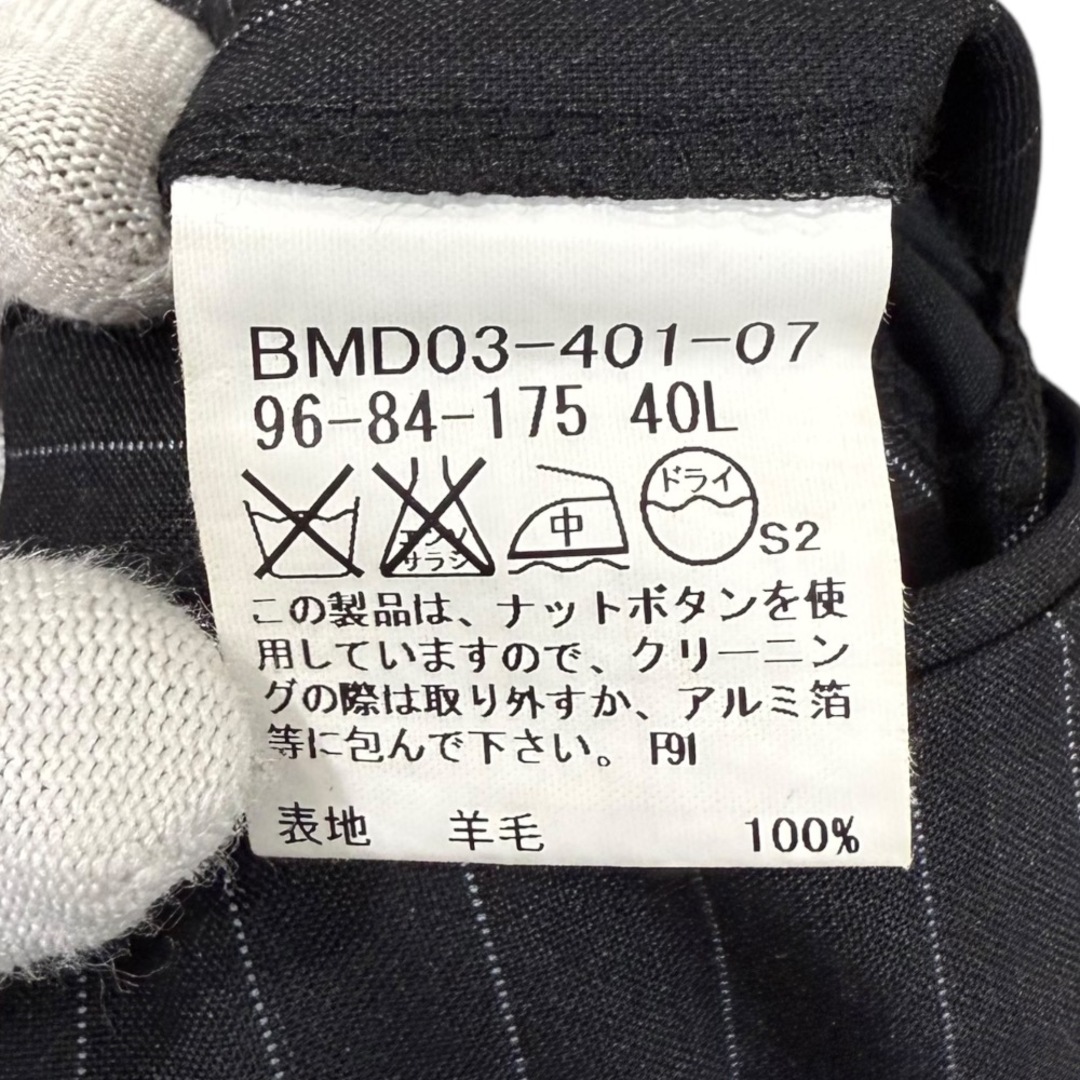 BMD03-401-07
96-84-175 40L
エンソ
サラシ
中
ドライ
S2
この製品は、ナットボタンを使
用していますので、クリーニン
グの際は取り外すか、アルミ箔
等に包んで下さい。 F91
表地 羊毛 100%